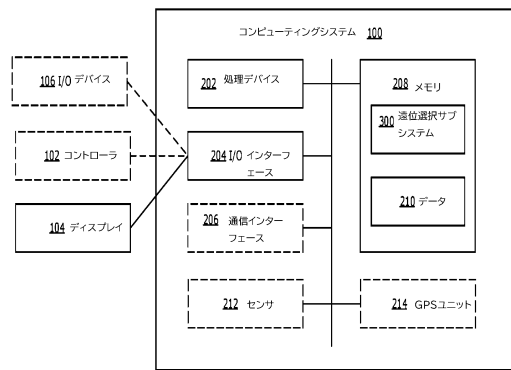 コンピューティングシステム 100
106 I/O デバイス
102 コントローラ
104 ディスプレイ
202 処理デバイス
204 I/O インターフ
ェース
206 通信インター
フェース
212 センサ
208 メモリ
300 遠位選択サブ
システム
210 データ
214 GPSユニット